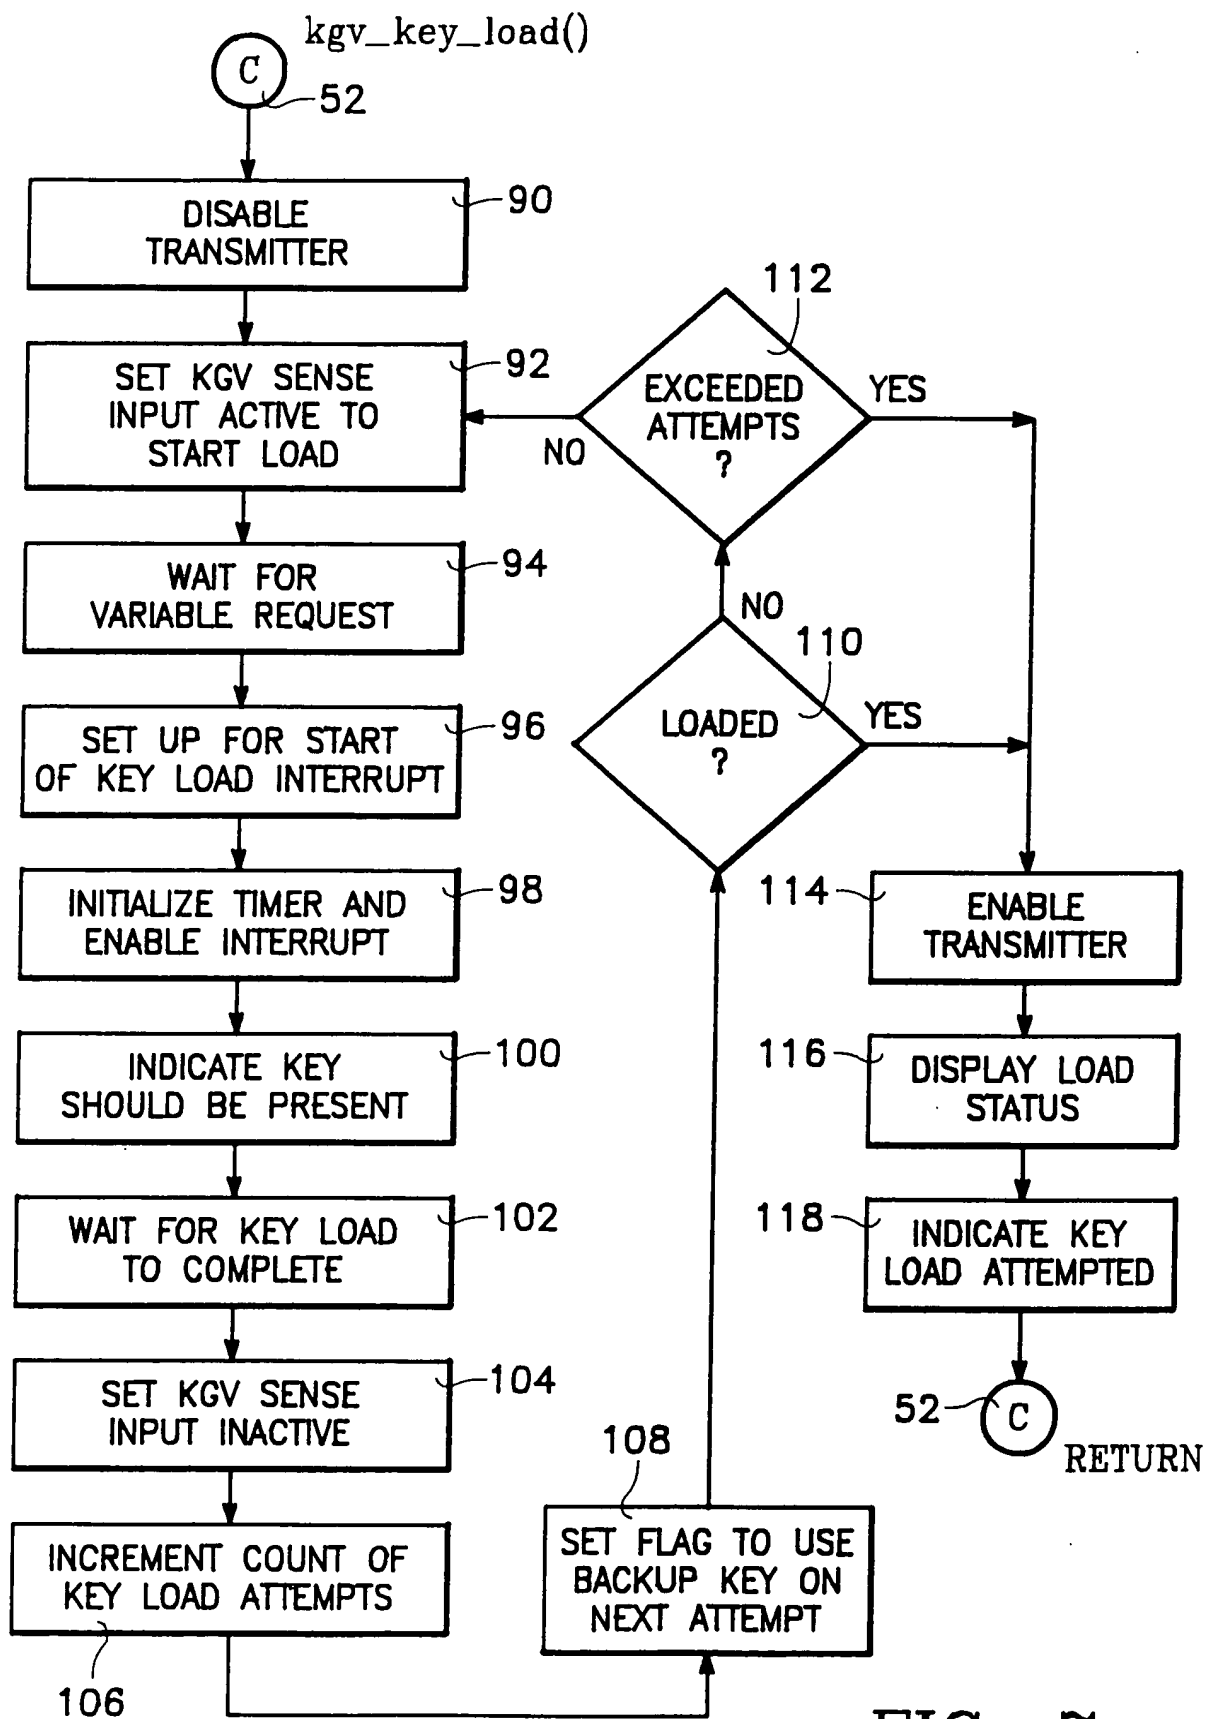 kgv_key_load()
C
52
DISABLE
TRANSMITTER
90
SET KGV SENSE
INPUT ACTIVE TO
START LOAD
92
WAIT FOR
VARIABLE REQUEST
94
SET UP FOR START
OF KEY LOAD INTERRUPT
96
INITIALIZE TIMER AND
ENABLE INTERRUPT
98
INDICATE KEY
SHOULD BE PRESENT
100
WAIT FOR KEY LOAD
TO COMPLETE
102
SET KGV SENSE
INPUT INACTIVE
104
INCREMENT COUNT OF
KEY LOAD ATTEMPTS
106
108
SET FLAG TO USE
BACKUP KEY ON
NEXT ATTEMPT
110
LOADED
?
YES
NO
112
EXCEEDED
ATTEMPTS
?
YES
NO
114
ENABLE
TRANSMITTER
116
DISPLAY LOAD
STATUS
118
INDICATE KEY
LOAD ATTEMPTED
52
C
RETURN